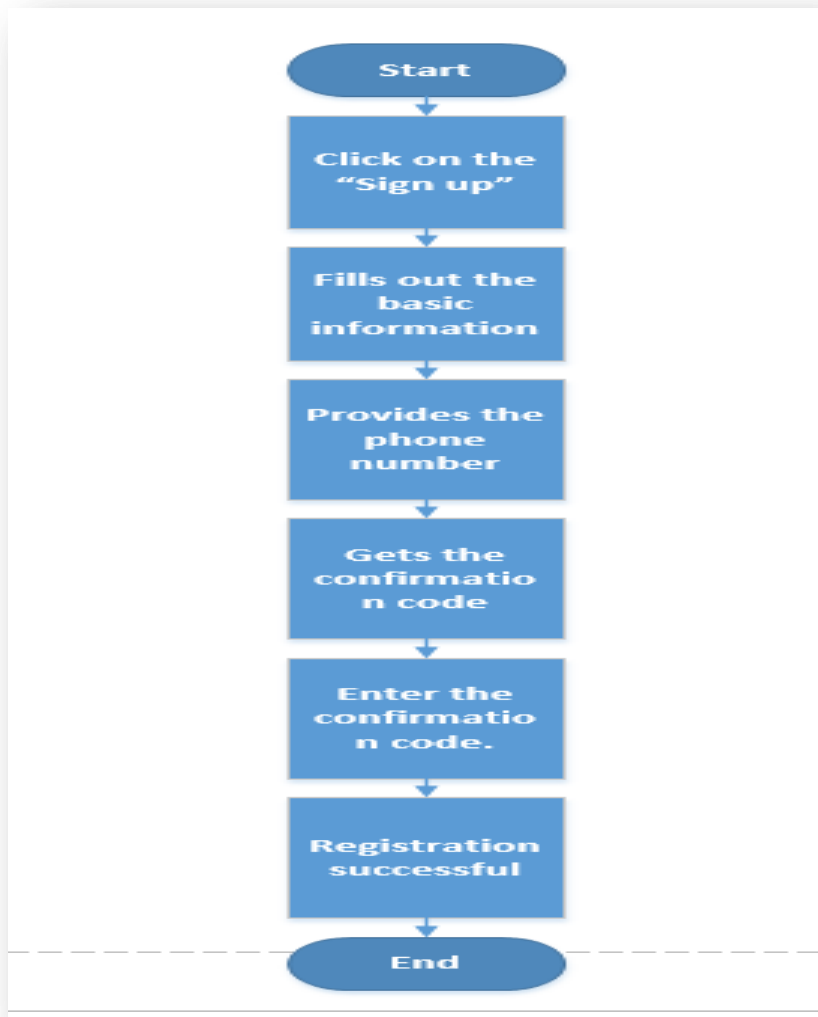 Start
Click on the
“Sign up”
Fills out the
basic
information
Provides the
phone
number
Gets the
confirmatio
n code
Enter the
confirmatio
n code.
Registration
successful
End